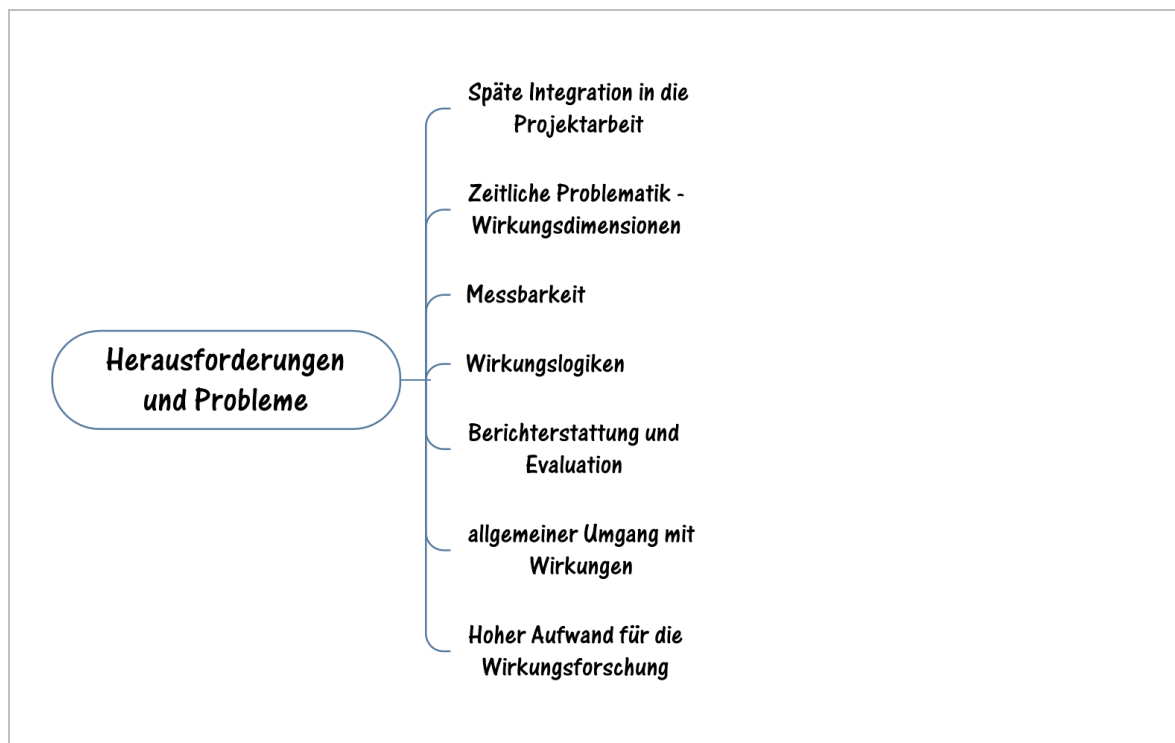 Späte Integration in die
Projektarbeit
Zeitliche Problematik -
Wirkungsdimensionen
Messbarkeit
Herausforderungen
und Probleme
Wirkungslogiken
Berichterstattung und
Evaluation
allgemeiner Umgang mit
Wirkungen
Hoher Aufwand für die
Wirkungsforschung